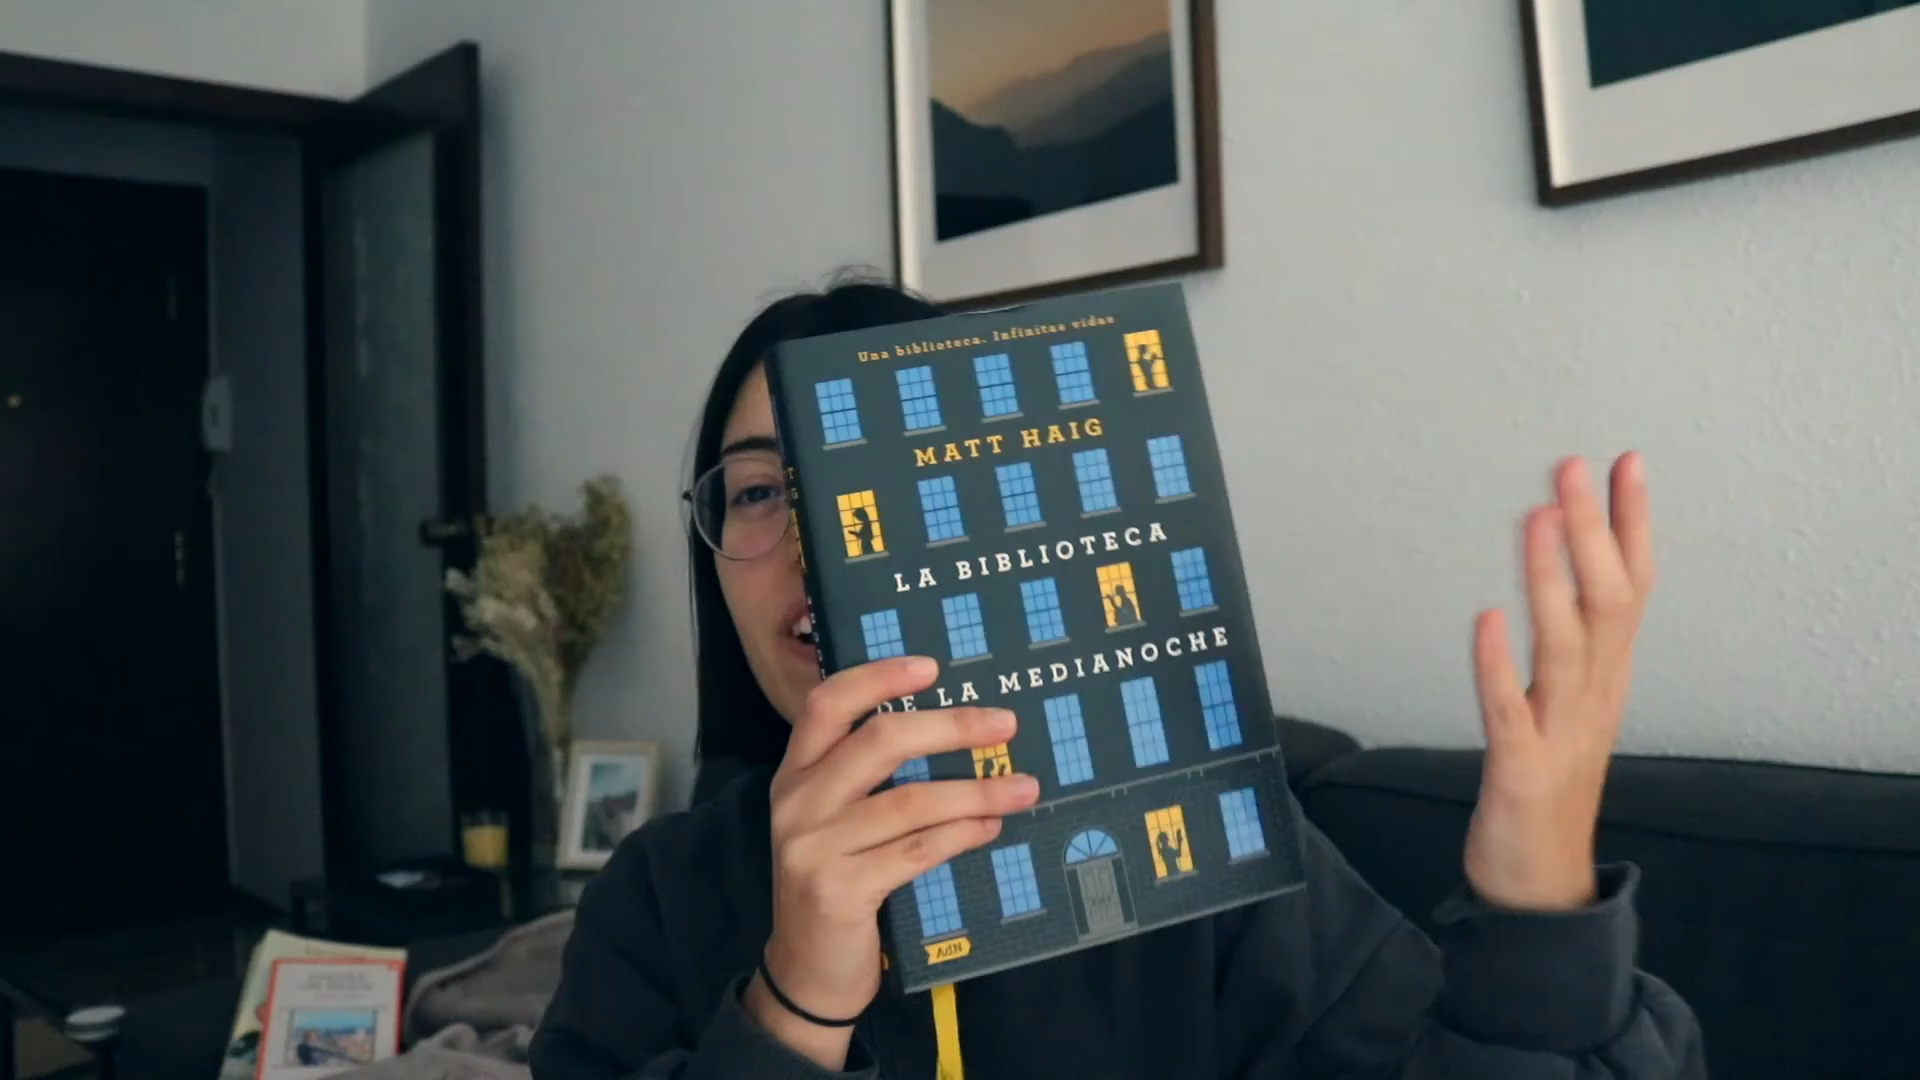 Una biblioteca. Infinitas vidas
MATT HAIG
LA BIBLIOTECA
DE LA MEDIANOCHE
AdN